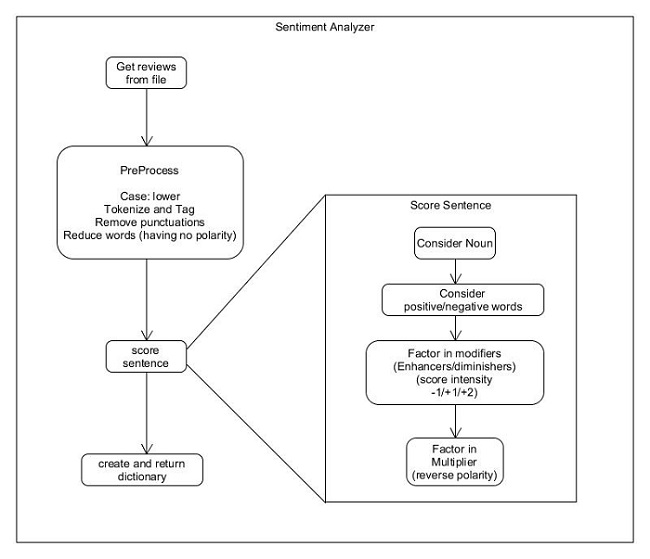 Sentiment Analyzer
Get reviews
from file
PreProcess
Case: lower
Tokenize and Tag
Remove punctuations
Reduce words (having no polarity)
score
sentence
create and return
dictionary
Score Sentence
Consider Noun
Consider
positive/negative words
Factor in modifiers
(Enhancers/diminishers)
(score intensity
-1/+1/+2)
Factor in
Multiplier
(reverse polarity)